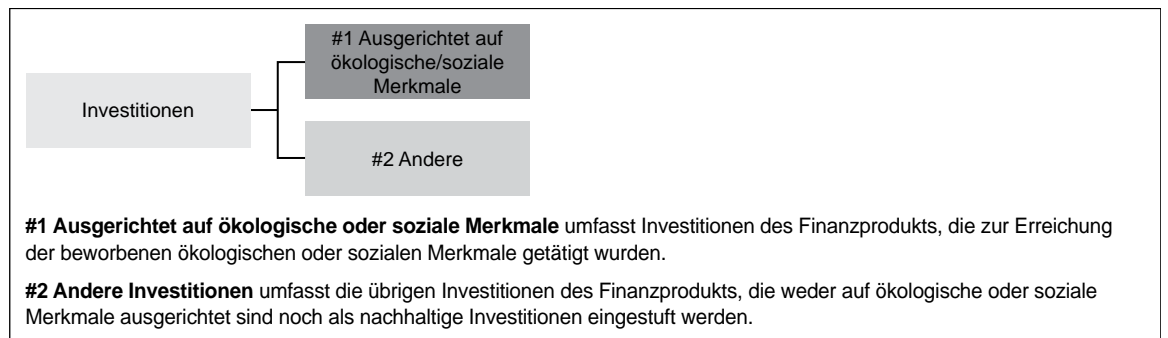 #1 Ausgerichtet auf
ökologische/soziale
Merkmale
Investitionen
#2 Andere
#1 Ausgerichtet auf ökologische oder soziale Merkmale umfasst Investitionen des Finanzprodukts, die zur Erreichung
der beworbenen ökologischen oder sozialen Merkmale getätigt wurden.
#2 Andere Investitionen umfasst die übrigen Investitionen des Finanzprodukts, die weder auf ökologische oder soziale
Merkmale ausgerichtet sind noch als nachhaltige Investitionen eingestuft werden.